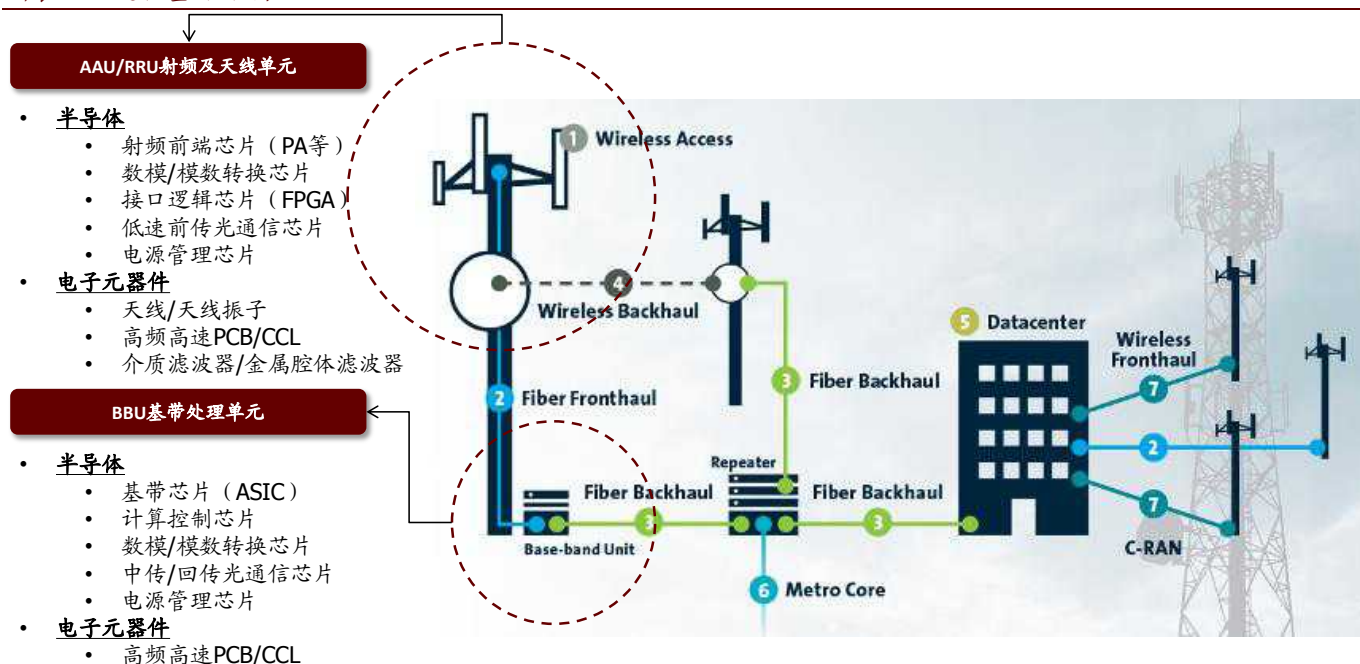 AAU/RRU射频及天线单元
• 半导体
• 射频前端芯片（PA等）
• 数模/模数转换芯片
• 接口逻辑芯片（FPGA）
• 低速前传光通信芯片
• 电源管理芯片
• 电子元器件
• 天线/天线振子
• 高频高速PCB/CCL
• 介质滤波器/金属腔体滤波器
BBU基带处理单元
• 半导体
• 基带芯片（ASIC）
• 计算控制芯片
• 数模/模数转换芯片
• 中传/回传光通信芯片
• 电源管理芯片
• 电子元器件
• 高频高速PCB/CCL
1 Wireless Access
4
Wireless Backhaul
2 Fiber Fronthaul
3 Fiber Backhaul
5 Datacenter
Wireless
Fronthaul
7
2
7
C-RAN
Repeater
Fiber Backhaul
3
Fiber Backhaul
3
Base-band Unit
6 Metro Core